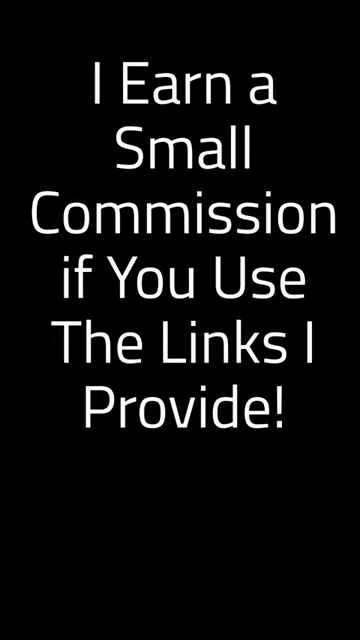 I Earn a
Small
Commission
if You Use
The Links I
Provide!